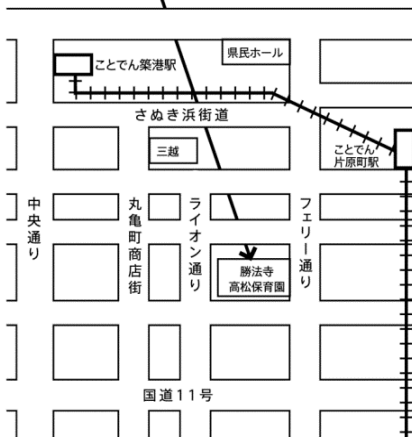 県民ホール
ことでん築港駅
さぬき浜街道
三越
ことでん
片原町駅
中央通り
丸亀町商店街
ライオン通り
フェリー通り
勝法寺
高松保育園
国道11号